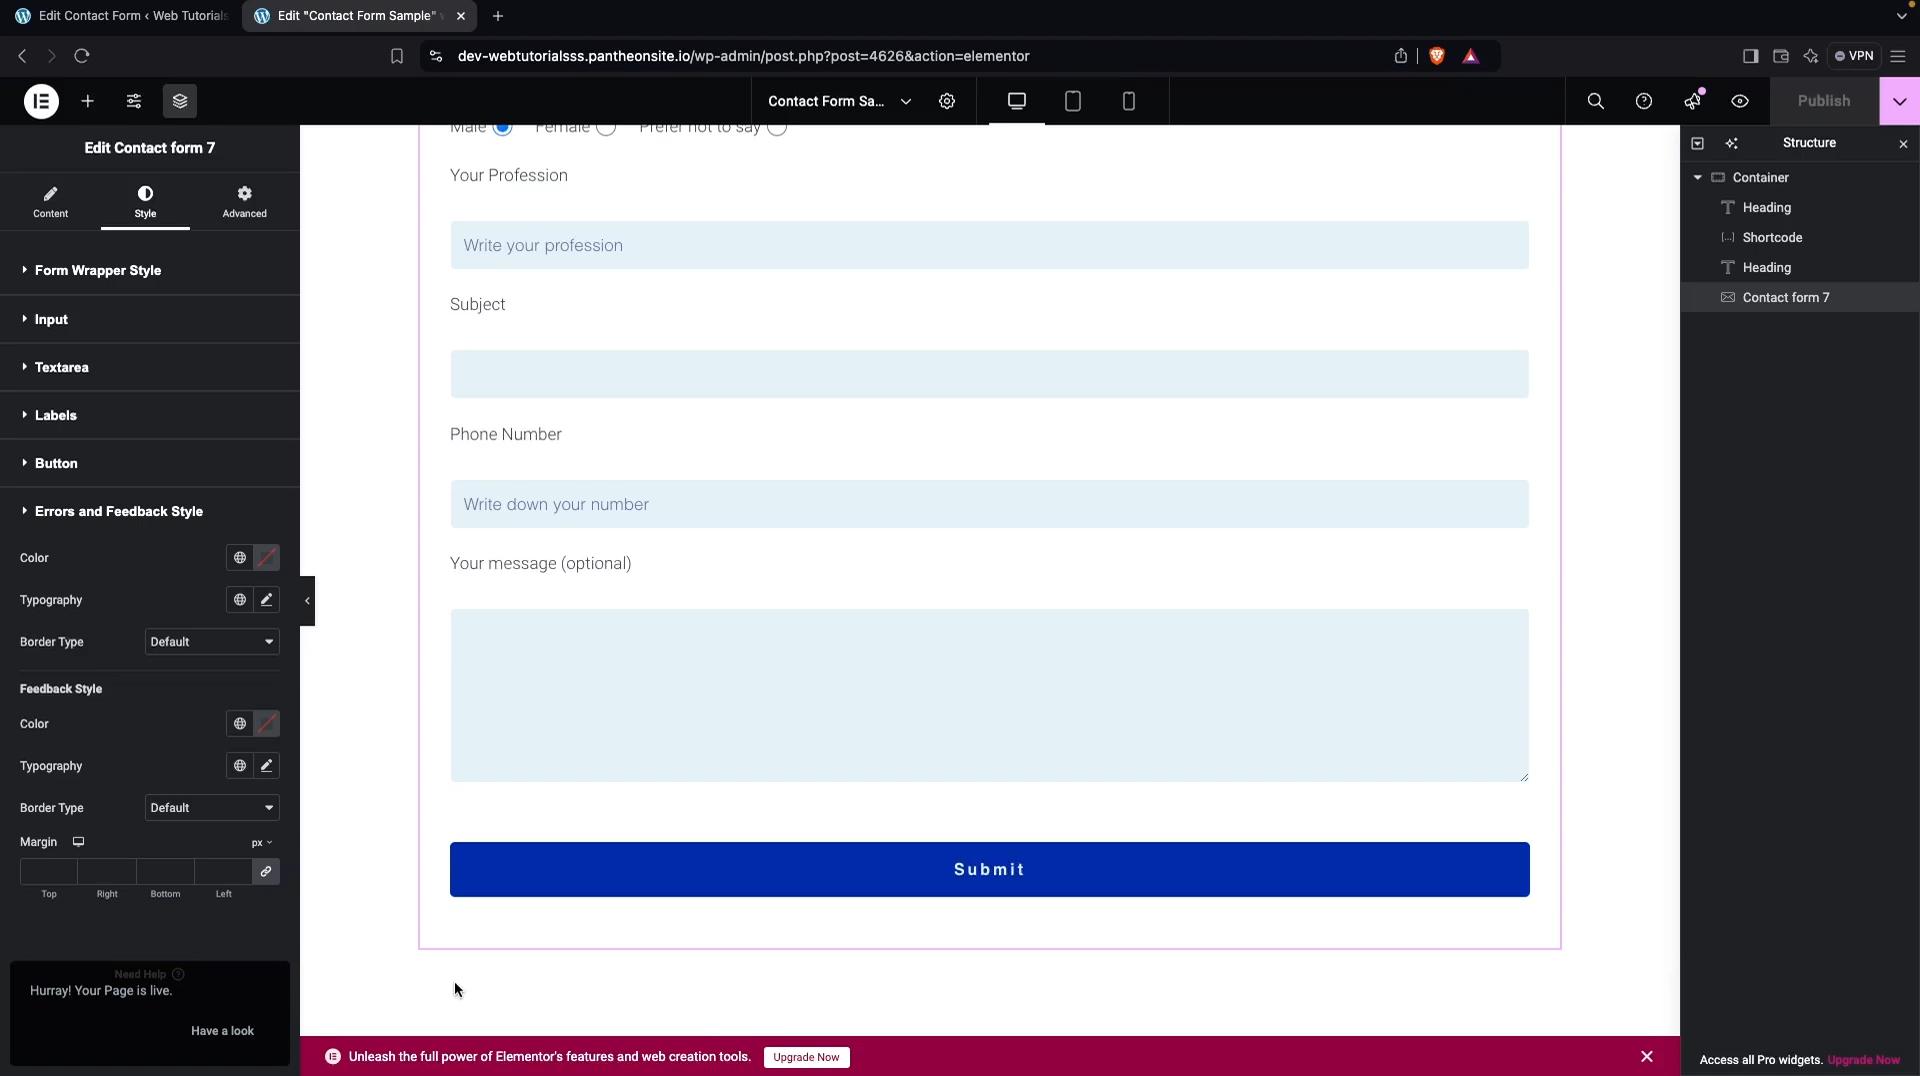 Edit Contact Form ‹ Web Tutorials
Edit "Contact Form Sample"
dev-webtutorialsss.pantheonsite.io/wp-admin/post.php?post=4626&action=elementor
VPN
Contact Form Sa...
Publish
Edit Contact form 7
Content
Style
Advanced
Form Wrapper Style
Input
Textarea
Labels
Button
Errors and Feedback Style
Color
Typography
Border Type
Default
Feedback Style
Color
Typography
Border Type
Default
Margin
px
Top
Right
Bottom
Left
Need Help
Hurray! Your Page is live.
Have a look
Male
Female
Prefer not to say
Your Profession
Write your profession
Subject
Phone Number
Write down your number
Your message (optional)
Submit
Unleash the full power of Elementor's features and web creation tools.
Upgrade Now
Structure
Container
Heading
Shortcode
Heading
Contact form 7
Access all Pro widgets. Upgrade Now